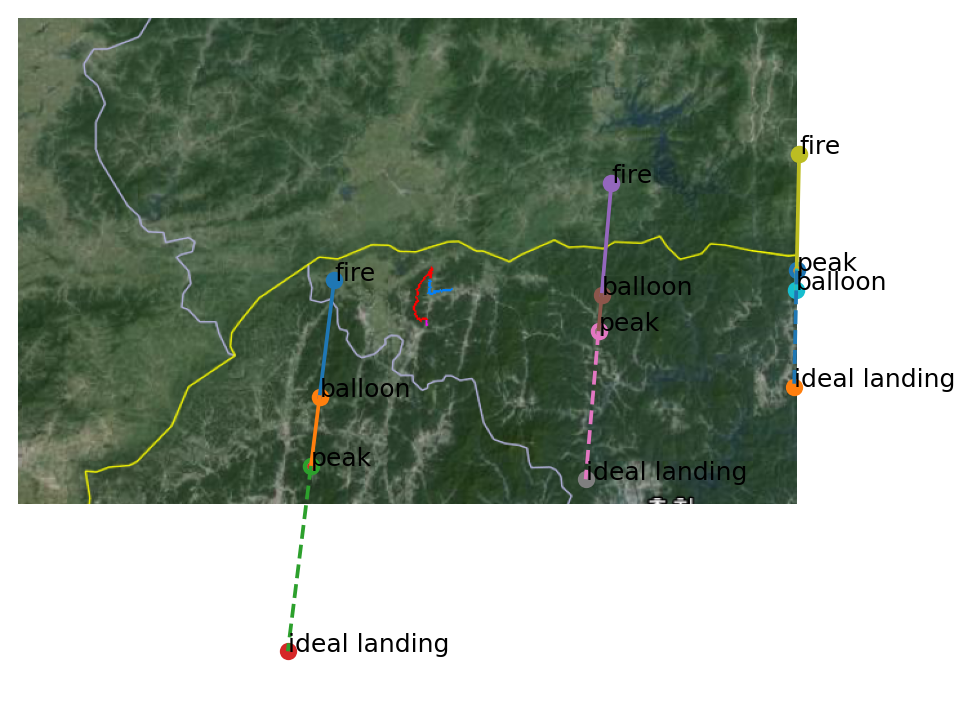 fire
fire
peak
fire
balloon
balloon
peak
ideal landing
balloon
peak
ideal landing
ideal landing